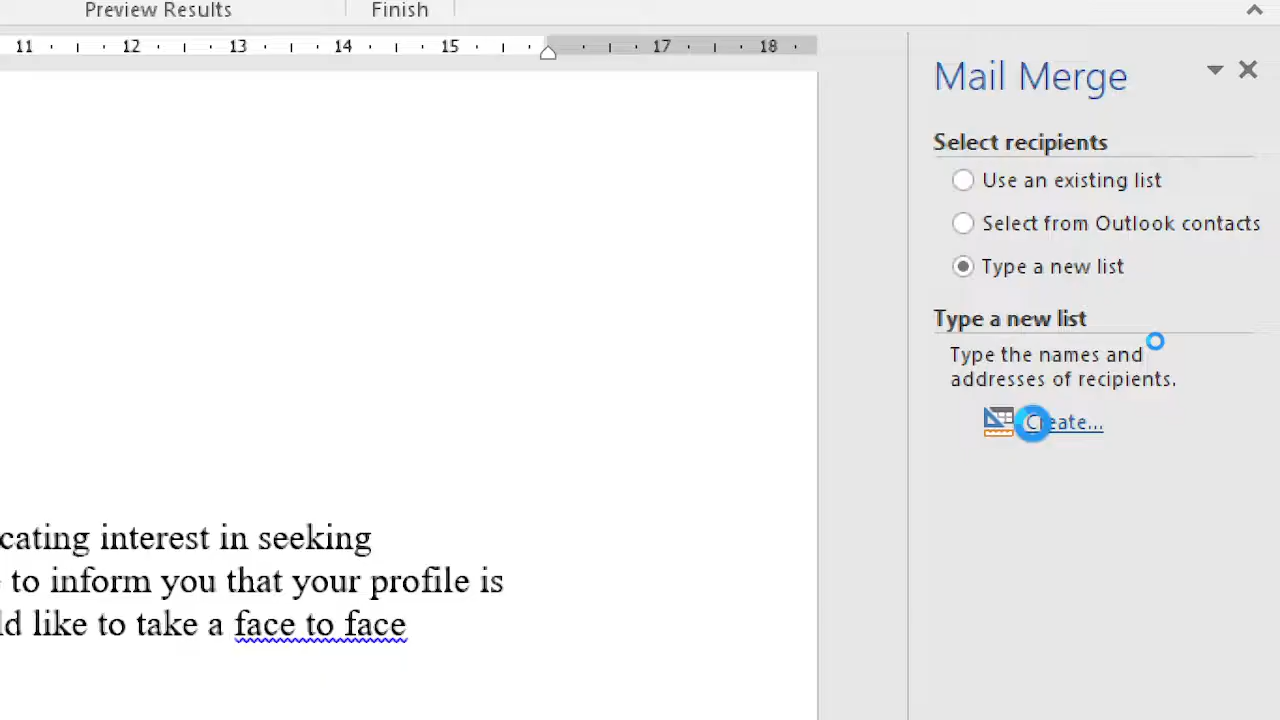 Preview Results Finish
11 12 13 14 15 17 18
Mail Merge
Select recipients
Use an existing list
Select from Outlook contacts
Type a new list
Type a new list
Type the names and
addresses of recipients.
Create...
cating interest in seeking
to inform you that your profile is
ld like to take a face to face